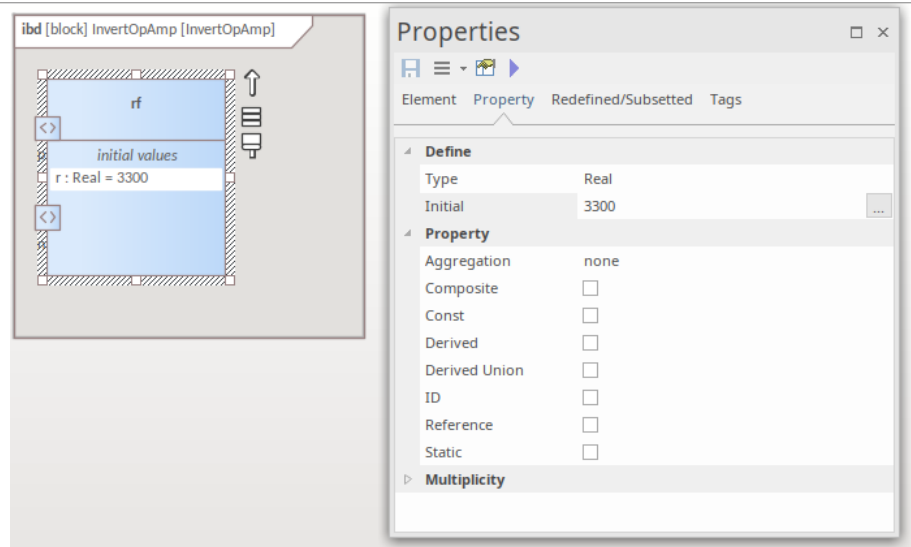 ibd [block] InvertOpAmp [InvertOpAmp]
rf
initial values
r : Real = 3300
Properties
Element Property Redefined/Subsetted Tags
Define
Type Real
Initial 3300
...
Property
Aggregation none
Composite
Const
Derived
Derived Union
ID
Reference
Static
Multiplicity